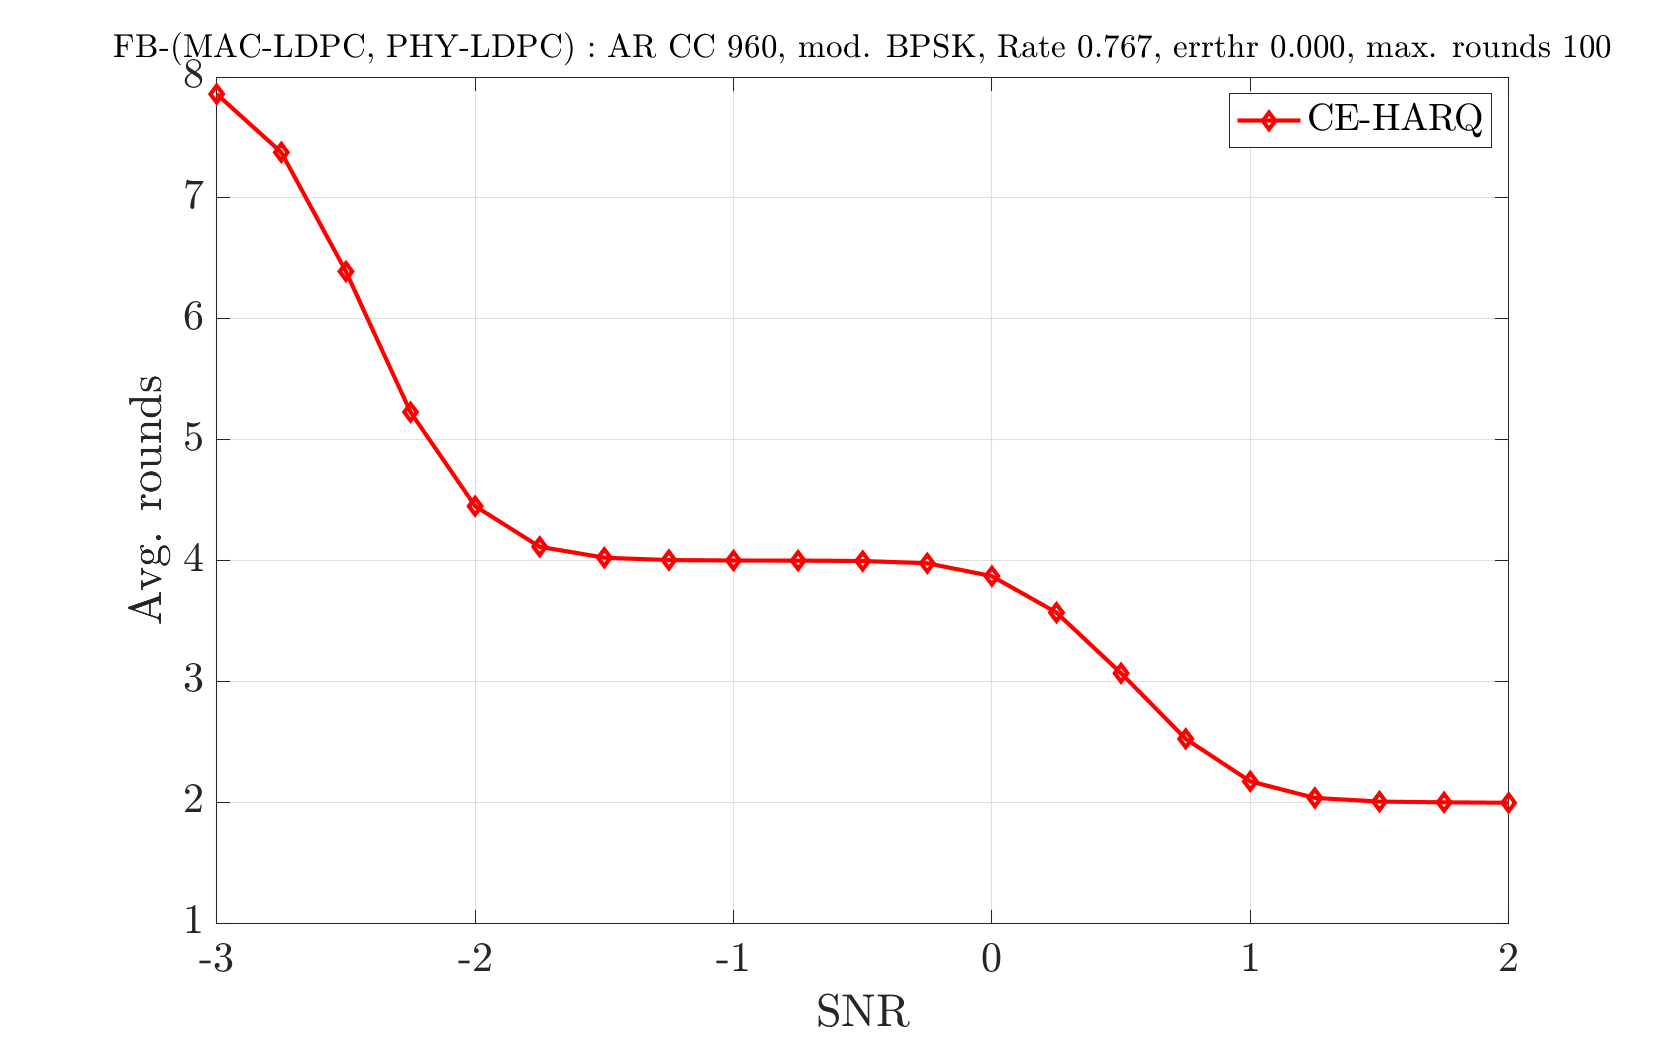 FB-(MAC-LDPC, PHY-LDPC) : AR CC 960, mod. BPSK, Rate 0.767, errthr 0.000, max. rounds 100
CE-HARQ
8
7
6
5
4
3
2
1
Avg. rounds
-3 -2 -1 0 1 2
SNR